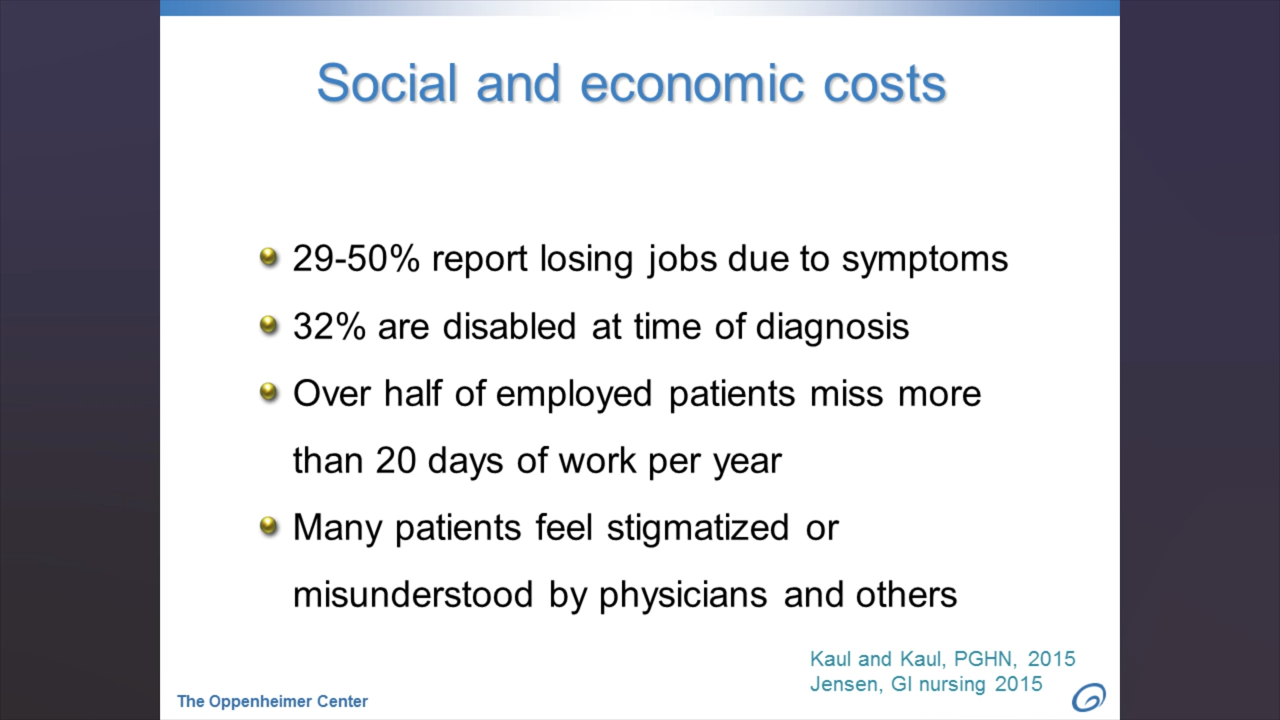 Social and economic costs
29-50% report losing jobs due to symptoms
32% are disabled at time of diagnosis
Over half of employed patients miss more
than 20 days of work per year
Many patients feel stigmatized or
misunderstood by physicians and others
Kaul and Kaul, PGHN, 2015
Jensen, GI nursing 2015
The Oppenheimer Center